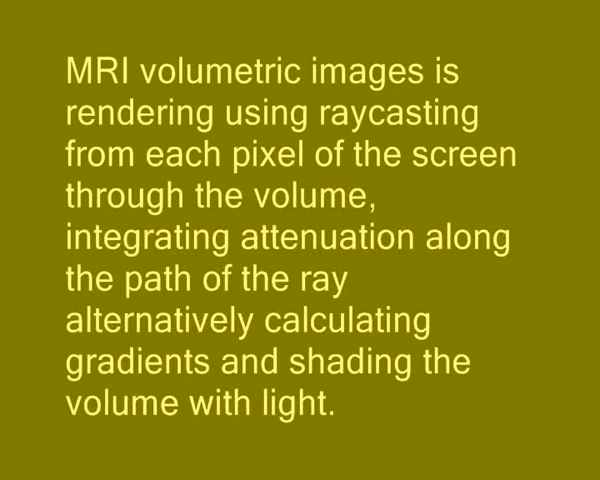 MRI volumetric images is
rendering using raycasting
from each pixel of the screen
through the volume,
integrating attenuation along
the path of the ray
alternatively calculating
gradients and shading the
volume with light.